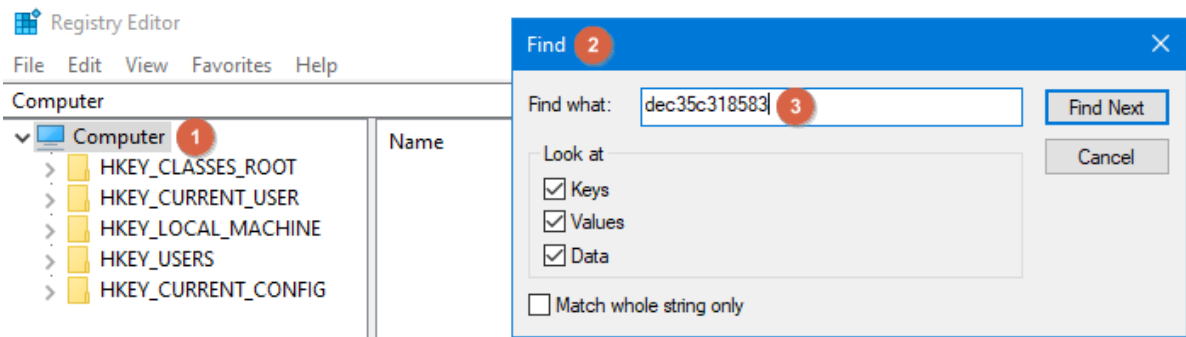 Registry Editor
File Edit View Favorites Help
Computer
Computer 1
HKEY_CLASSES_ROOT
HKEY_CURRENT_USER
HKEY_LOCAL_MACHINE
HKEY_USERS
HKEY_CURRENT_CONFIG
Name
Find 2
Find what: dec35c318583 3
Find Next
Look at
Cancel
Keys
Values
Data
Match whole string only